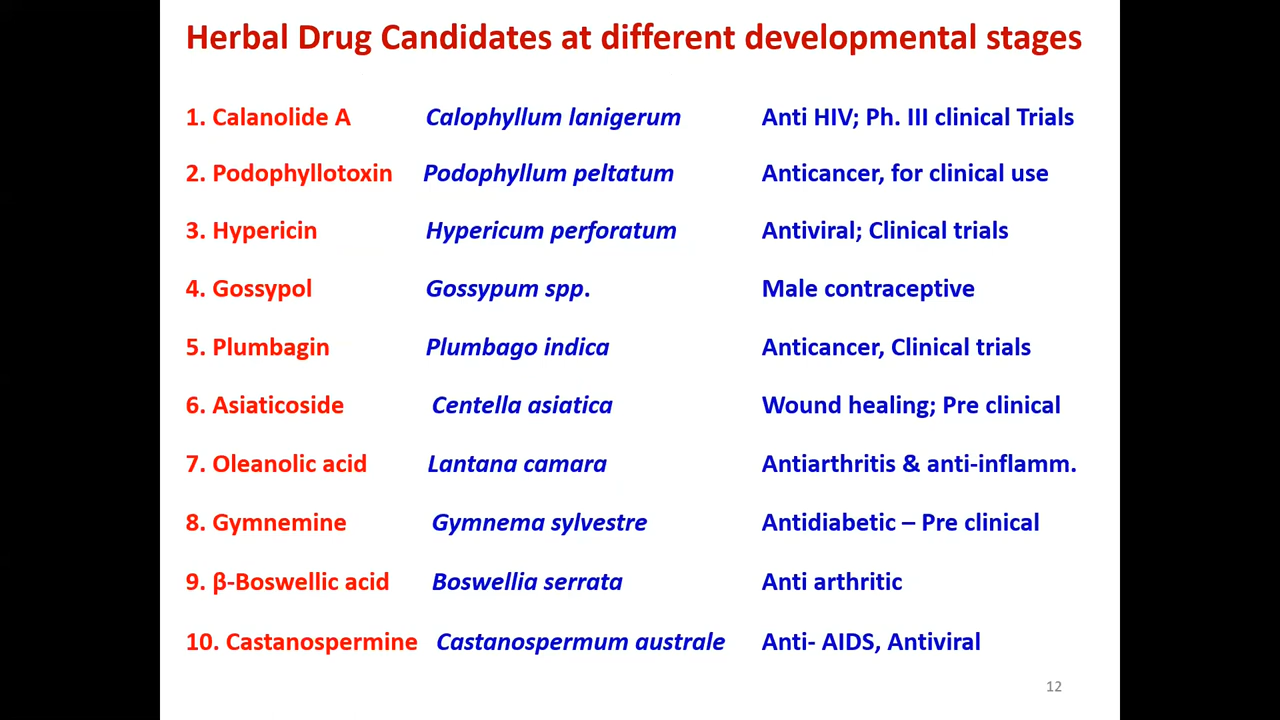 Herbal Drug Candidates at different developmental stages
1. Calanolide A Calophyllum lanigerum Anti HIV; Ph. III clinical Trials
2. Podophyllotoxin Podophyllum peltatum Anticancer, for clinical use
3. Hypericin Hypericum perforatum Antiviral; Clinical trials
4. Gossypol Gossypum spp. Male contraceptive
5. Plumbagin Plumbago indica Anticancer, Clinical trials
6. Asiaticoside Centella asiatica Wound healing; Pre clinical
7. Oleanolic acid Lantana camara Antiarthritis & anti-inflamm.
8. Gymnemine Gymnema sylvestre Antidiabetic – Pre clinical
9. β-Boswellic acid Boswellia serrata Anti arthritic
10. Castanospermine Castanospermum australe Anti- AIDS, Antiviral
12